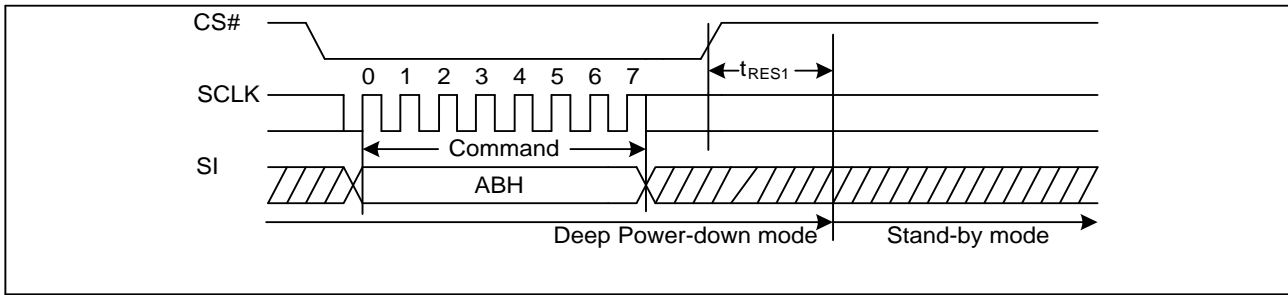 CS#
tRES1
0 1 2 3 4 5 6 7
SCLK
Command
SI
ABH
Deep Power-down mode Stand-by mode